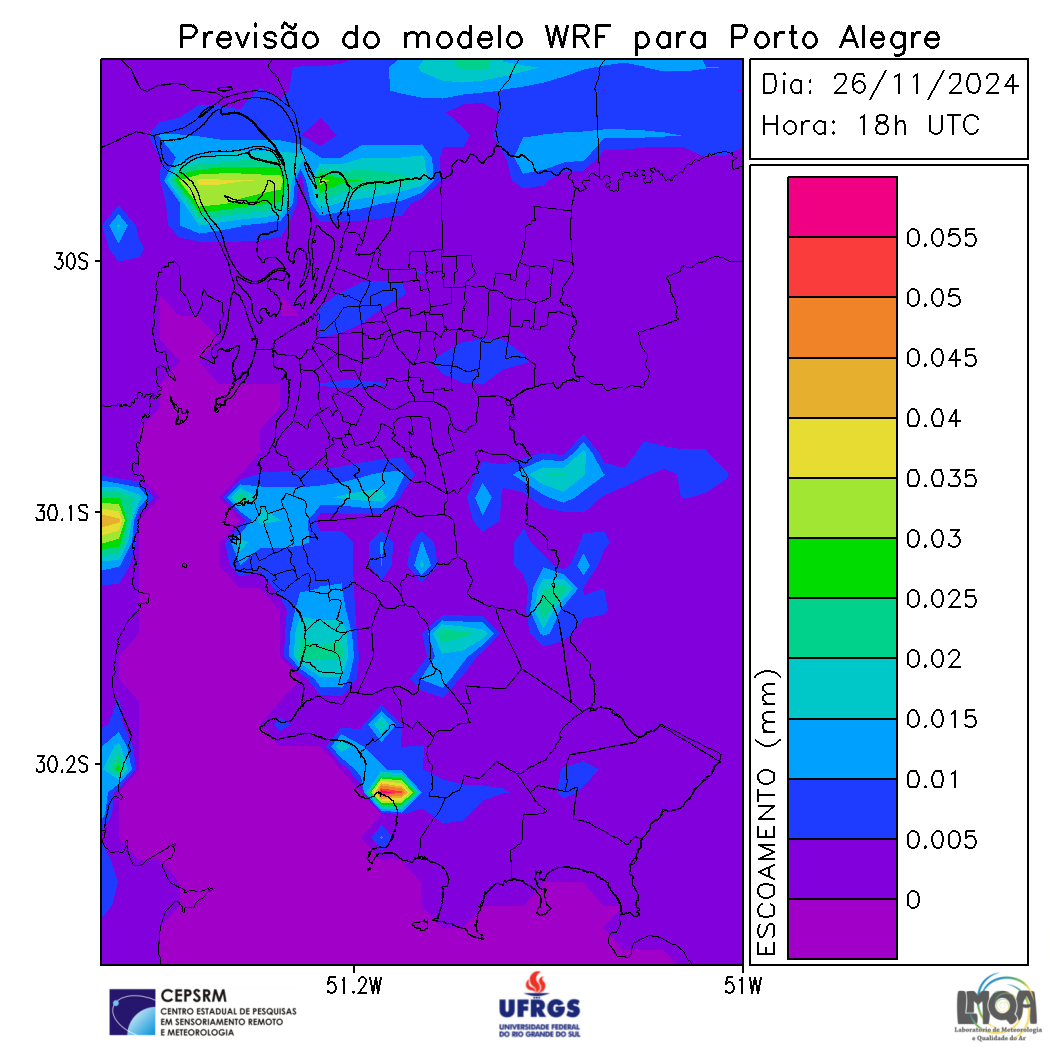 Previsão do modelo WRF para Porto Alegre
Dia: 26/11/2024
Hora: 18h UTC
0.055
0.05
0.045
0.04
0.035
0.03
0.025
0.02
0.015
0.01
0.005
0
ESCOAMENTO (mm)
30S
30.1S
30.2S
51.2W
51W
CEPSRM
CENTRO ESTADUAL DE PESQUISAS
EM SENSORIAMENTO REMOTO
E METEOROLOGIA
UFRGS
UNIVERSIDADE FEDERAL
DO RIO GRANDE DO SUL
LMQA
Laboratório de Meteorologia
e Qualidade do Ar